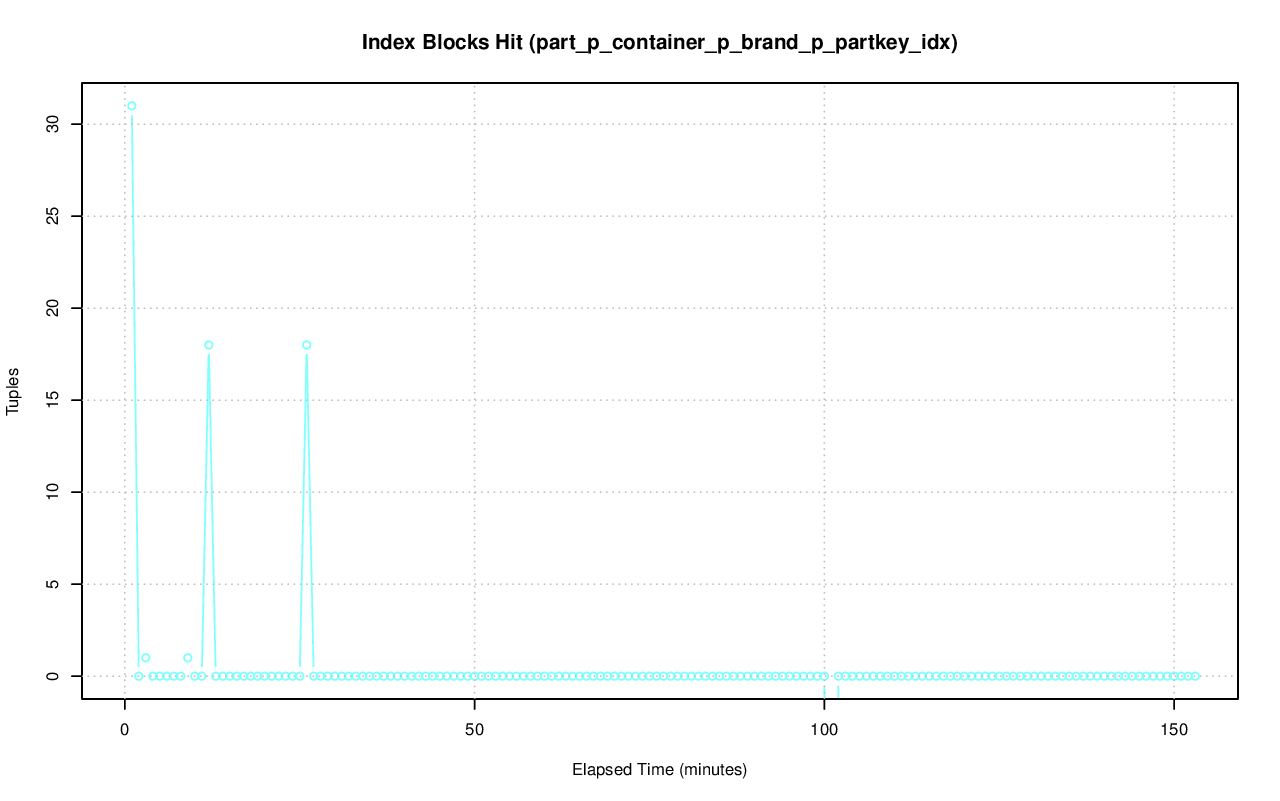 Index Blocks Hit (part_p_container_p_brand_p_partkey_idx)
30
25
20
15
10
5
0
Tuples
0 50 100 150
Elapsed Time (minutes)